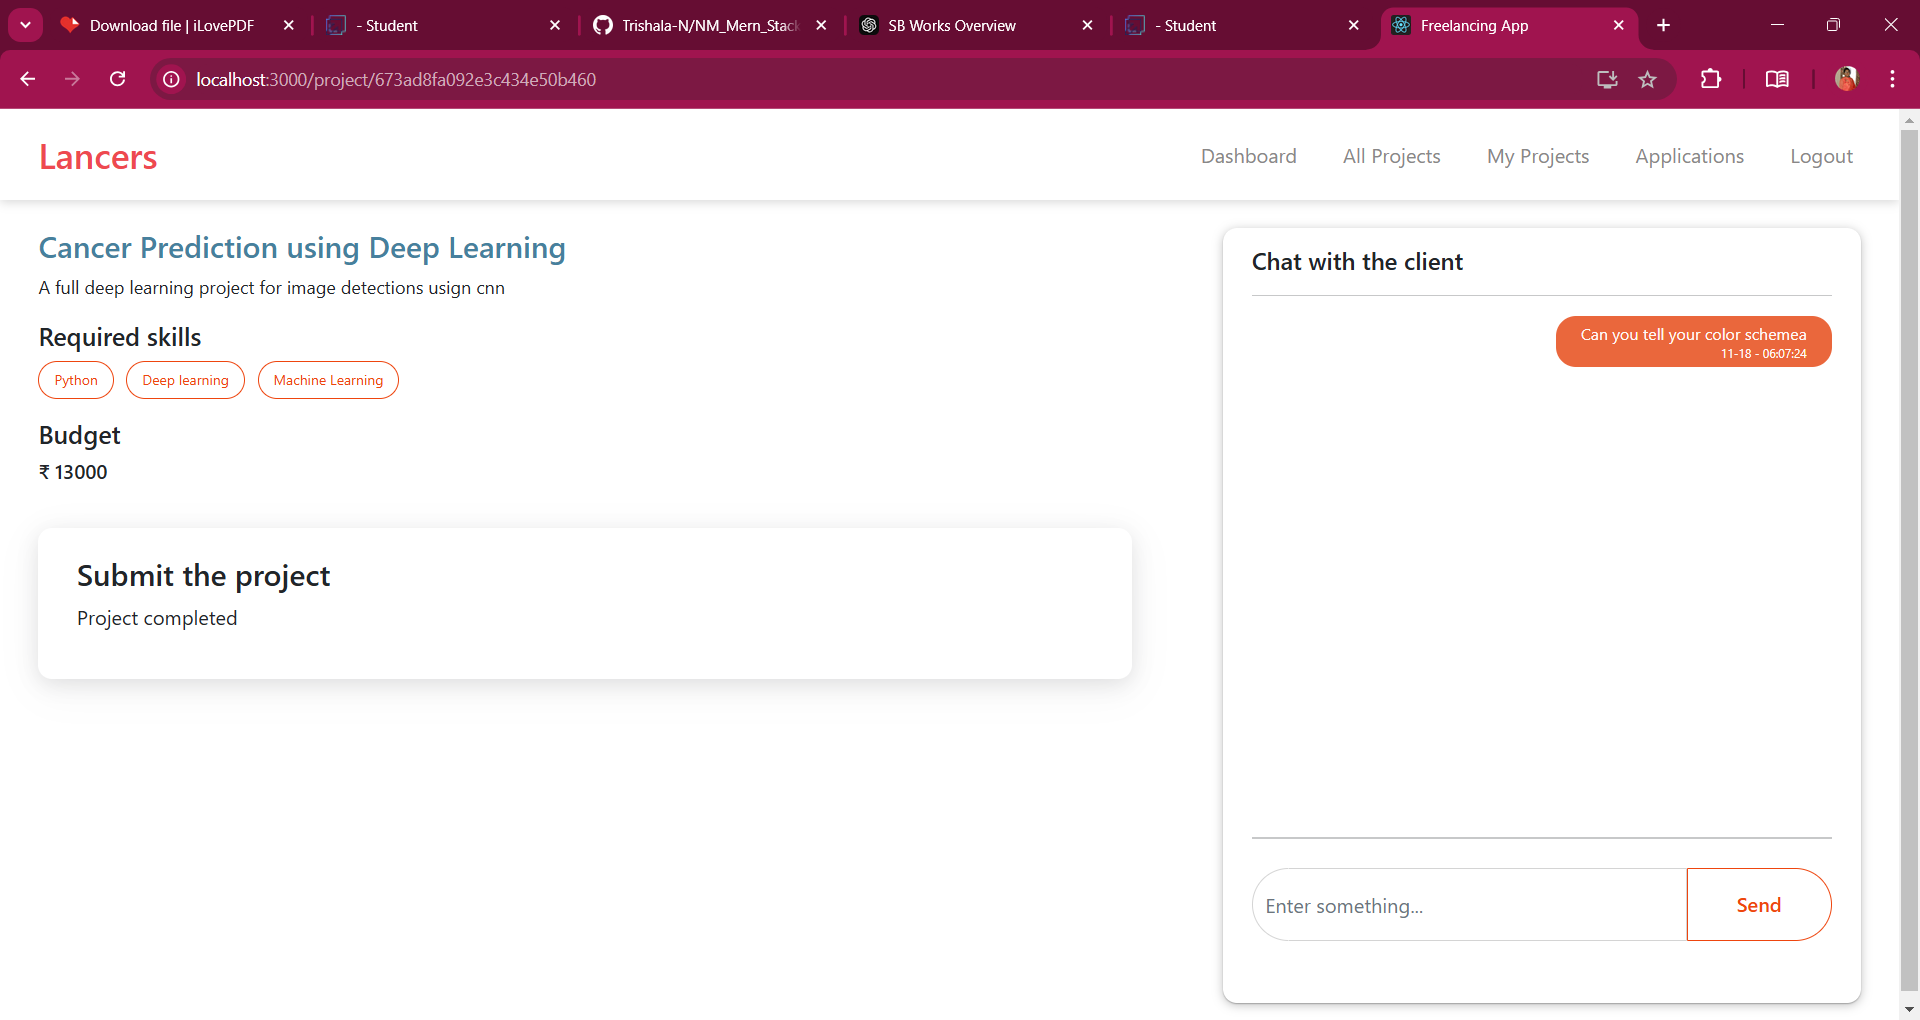 Download file | iLovePDF
- Student
Trishala-N/NM_Mern_Stack
SB Works Overview
- Student
Freelancing App
localhost:3000/project/673ad8fa092e3c434e50b460
Lancers
Dashboard
All Projects
My Projects
Applications
Logout
Cancer Prediction using Deep Learning
A full deep learning project for image detections usign cnn
Required skills
Python
Deep learning
Machine Learning
Budget
₹ 13000
Submit the project
Project completed
Chat with the client
Can you tell your color schemea
11-18 - 06:07:24
Enter something...
Send